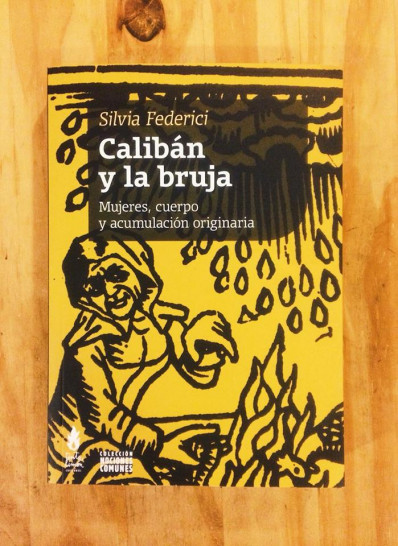 Silvia Federici
Calibán
y la bruja
Mujeres, cuerpo
y acumulación originaria
COLECCIÓN
NOCIONES
COMUNES